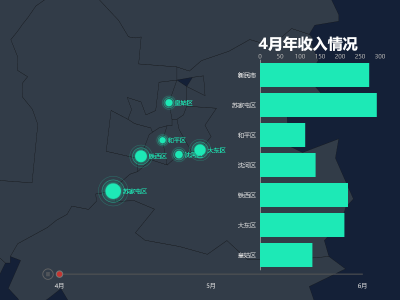 4月年收入情况
0 50 100 150 200 250 300
新民市
苏家屯区
和平区
沈河区
铁西区
大东区
皇姑区
皇姑区
和平区
铁西区
沈河区
大东区
苏家屯区
4月
5月
6月